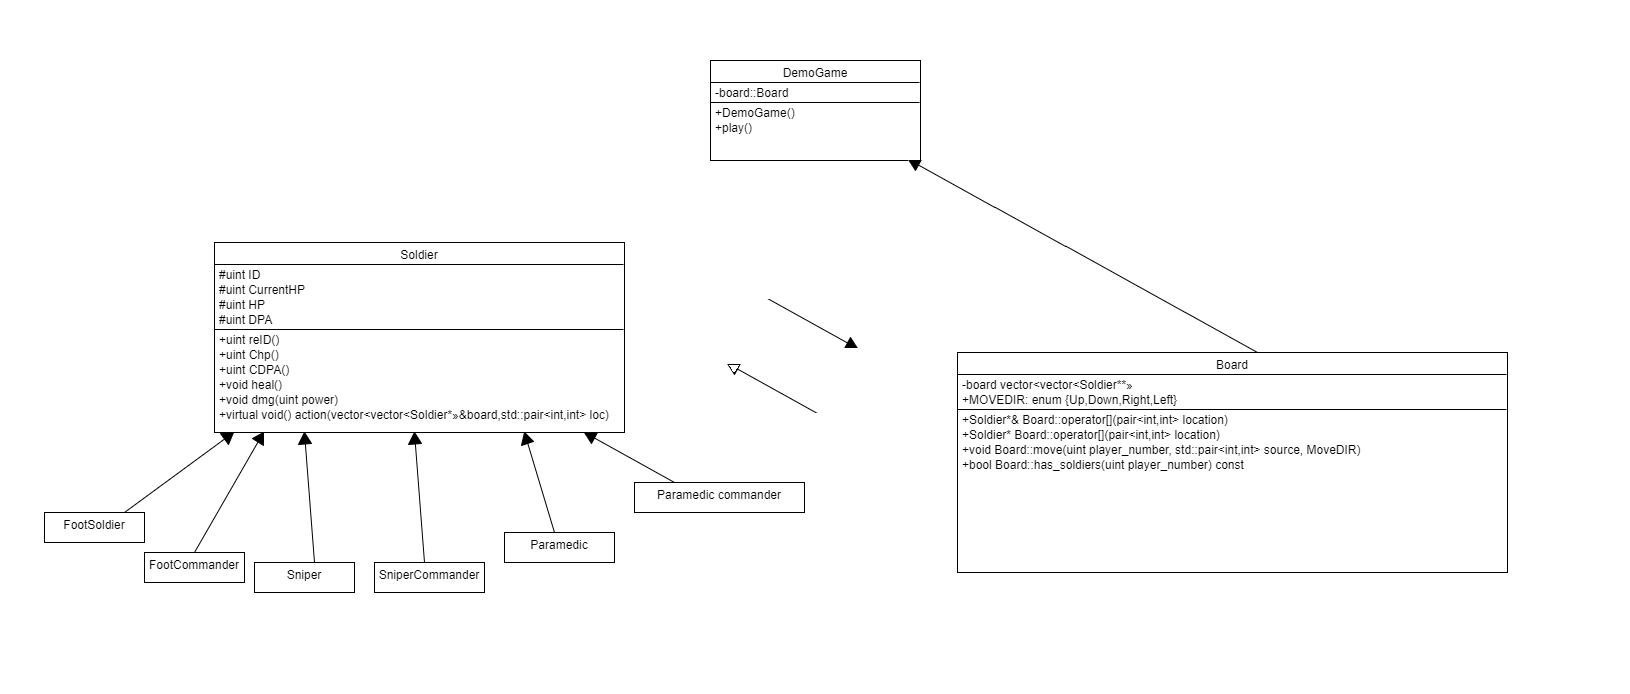 DemoGame
-board::Board
+DemoGame()
+play()
Soldier
#uint ID
#uint CurrentHP
#uint HP
#uint DPA
+uint reID()
+uint Chp()
+uint CDPA()
+void heal()
+void dmg(uint power)
+virtual void() action(vector<vector<Soldier*»&board,std::pair<int,int> loc)
Board
-board vector<vector<Soldier**»
+MOVEDIR: enum {Up,Down,Right,Left}
+Soldier*& Board::operator[](pair<int,int> location)
+Soldier* Board::operator[](pair<int,int> location)
+void Board::move(uint player_number, std::pair<int,int> source, MoveDIR)
+bool Board::has_soldiers(uint player_number) const
FootSoldier
FootCommander
Sniper
SniperCommander
Paramedic
Paramedic commander